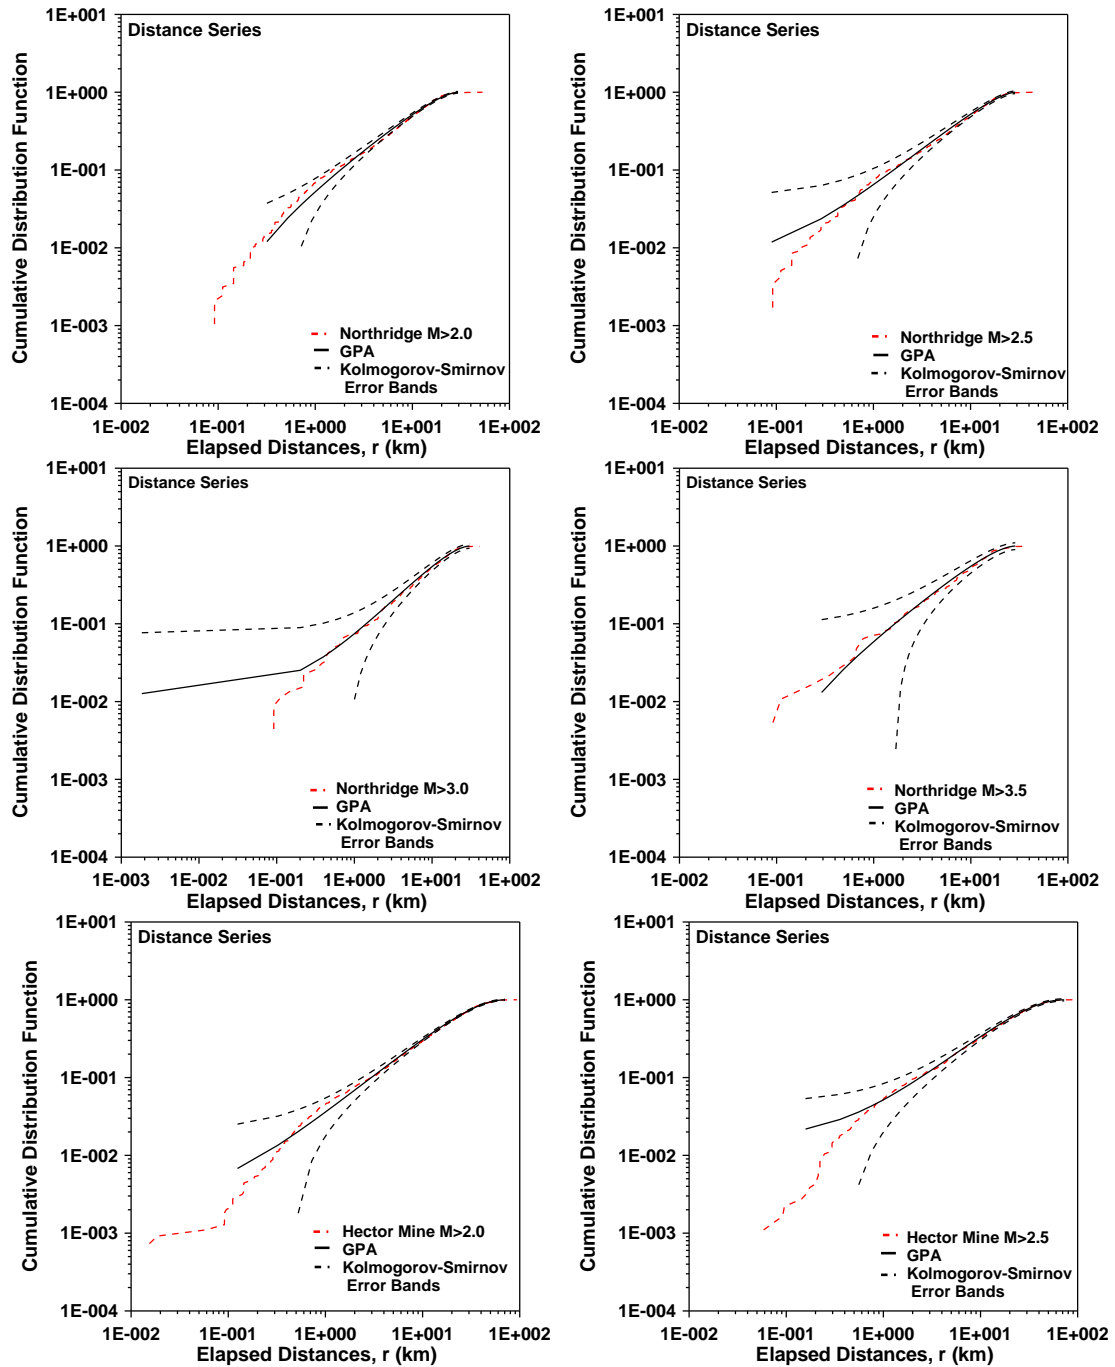 Distance Series
Cumulative Distribution Function
1E+001
1E+000
1E-001
1E-002
1E-003
1E-004
Northridge M>2.0
GPA
Kolmogorov-Smirnov
Error Bands
1E-002 1E-001 1E+000 1E+001 1E+002
Elapsed Distances, r (km)
Distance Series
Cumulative Distribution Function
1E+001
1E+000
1E-001
1E-002
1E-003
1E-004
Northridge M>2.5
GPA
Kolmogorov-Smirnov
Error Bands
1E-002 1E-001 1E+000 1E+001 1E+002
Elapsed Distances, r (km)
Distance Series
Cumulative Distribution Function
1E+001
1E+000
1E-001
1E-002
1E-003
1E-004
Northridge M>3.0
GPA
Kolmogorov-Smirnov
Error Bands
1E-003 1E-002 1E-001 1E+000 1E+001 1E+002
Elapsed Distances, r (km)
Distance Series
Cumulative Distribution Function
1E+001
1E+000
1E-001
1E-002
1E-003
1E-004
Northridge M>3.5
GPA
Kolmogorov-Smirnov
Error Bands
1E-002 1E-001 1E+000 1E+001 1E+002
Elapsed Distances, r (km)
Distance Series
Cumulative Distribution Function
1E+001
1E+000
1E-001
1E-002
1E-003
1E-004
Hector Mine M>2.0
GPA
Kolmogorov-Smirnov
Error Bands
1E-002 1E-001 1E+000 1E+001 1E+002
Elapsed Distances, r (km)
Distance Series
Cumulative Distribution Function
1E+001
1E+000
1E-001
1E-002
1E-003
1E-004
Hector Mine M>2.5
GPA
Kolmogorov-Smirnov
Error Bands
1E-002 1E-001 1E+000 1E+001 1E+002
Elapsed Distances, r (km)